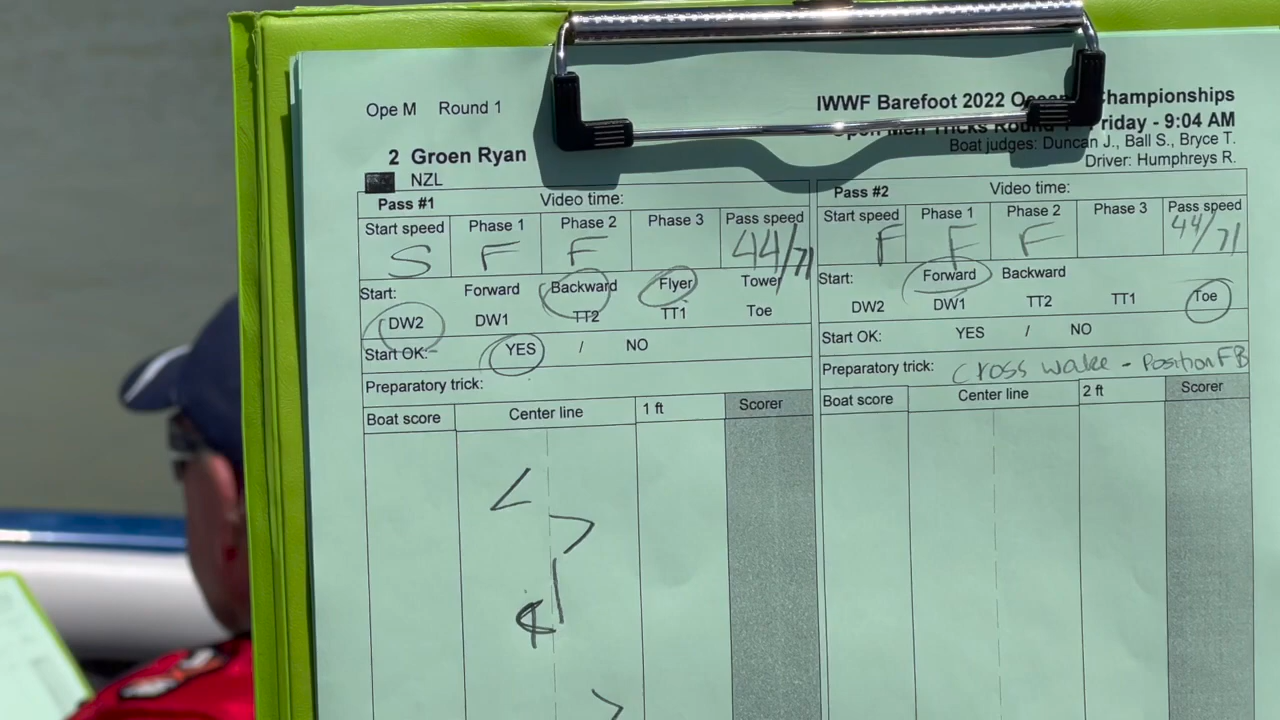 Ope M Round 1
IWWF Barefoot 2022 Championships
Open Men Tricks Round Friday - 9:04 AM
Boat judges: Duncan J., Ball S., Bryce T.
Driver: Humphreys R.
2 Groen Ryan
NZL
Pass #1 Video time:
Start speed Phase 1 Phase 2 Phase 3 Pass speed
S F F 44/71
Start: Forward Backward Flyer Tower
DW2 DW1 TT2 TT1 Toe
Start OK: YES / NO
Preparatory trick:
Boat score Center line 1 ft Scorer
Pass #2 Video time:
Start speed Phase 1 Phase 2 Phase 3 Pass speed
F F F 44/71
Start: Forward Backward
DW2 DW1 TT2 TT1 Toe
Start OK: YES / NO
Preparatory trick: Cross wake - Position FB
Boat score Center line 2 ft Scorer